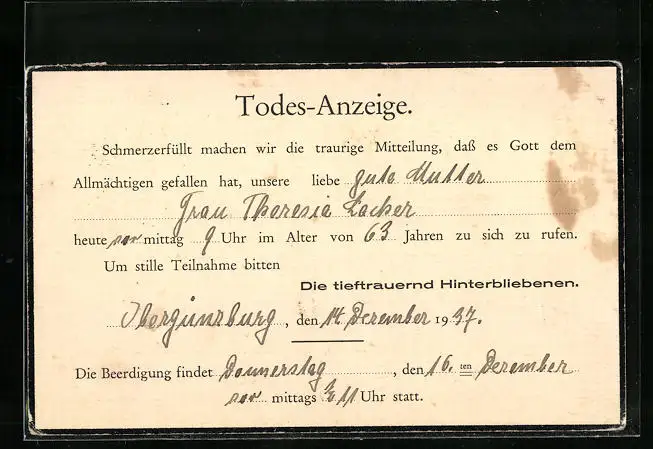 Todes-Anzeige.
Schmerzerfüllt machen wir die traurige Mitteilung, daß es Gott dem
Allmächtigen gefallen hat, unsere liebe gute Mutter
Frau Theresia Lacher
heute vormittag 9 Uhr im Alter von 63 Jahren zu sich zu rufen.
Um stille Teilnahme bitten
Die tieftrauernd Hinterbliebenen.
Obergünzburg, den 14. Dezember 1937.
Die Beerdigung findet Donnerstag, den 16.ten Dezember
vor mittags ½ 11 Uhr statt.